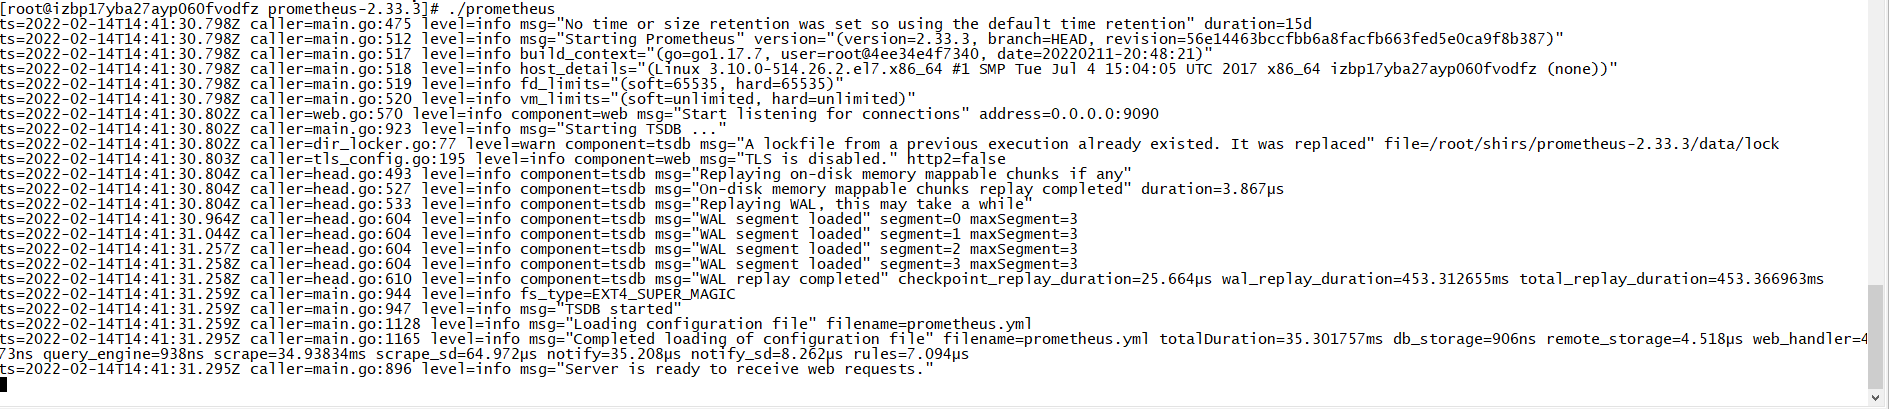 [root@izbp17yba27ayp060fvodfz prometheus-2.33.3]# ./prometheus
ts=2022-02-14T14:41:30.798Z caller=main.go:475 level=info msg="No time or size retention was set so using the default time retention" duration=15d
ts=2022-02-14T14:41:30.798Z caller=main.go:512 level=info msg="Starting Prometheus" version="(version=2.33.3, branch=HEAD, revision=56e14463bccfbb6a8facfb663fed5e0ca9f8b387)"
ts=2022-02-14T14:41:30.798Z caller=main.go:517 level=info build_context="(go=go1.17.7, user=root@4ee34e4f7340, date=20220211-20:48:21)"
ts=2022-02-14T14:41:30.798Z caller=main.go:518 level=info host_details="(Linux 3.10.0-514.26.2.el7.x86_64 #1 SMP Tue Jul 4 15:04:05 UTC 2017 x86_64 izbp17yba27ayp060fvodfz (none))"
ts=2022-02-14T14:41:30.798Z caller=main.go:519 level=info fd_limits="(soft=65535, hard=65535)"
ts=2022-02-14T14:41:30.798Z caller=main.go:520 level=info vm_limits="(soft=unlimited, hard=unlimited)"
ts=2022-02-14T14:41:30.802Z caller=web.go:570 level=info component=web msg="Start listening for connections" address=0.0.0.0:9090
ts=2022-02-14T14:41:30.802Z caller=main.go:923 level=info msg="Starting TSDB ..."
ts=2022-02-14T14:41:30.802Z caller=dir_locker.go:77 level=warn component=tsdb msg="A lockfile from a previous execution already existed. It was replaced" file=/root/shirs/prometheus-2.33.3/data/lock
ts=2022-02-14T14:41:30.803Z caller=tls_config.go:195 level=info component=web msg="TLS is disabled." http2=false
ts=2022-02-14T14:41:30.804Z caller=head.go:493 level=info component=tsdb msg="Replaying on-disk memory mappable chunks if any"
ts=2022-02-14T14:41:30.804Z caller=head.go:527 level=info component=tsdb msg="On-disk memory mappable chunks replay completed" duration=3.867µs
ts=2022-02-14T14:41:30.804Z caller=head.go:533 level=info component=tsdb msg="Replaying WAL, this may take a while"
ts=2022-02-14T14:41:30.964Z caller=head.go:604 level=info component=tsdb msg="WAL segment loaded" segment=0 maxSegment=3
ts=2022-02-14T14:41:31.044Z caller=head.go:604 level=info component=tsdb msg="WAL segment loaded" segment=1 maxSegment=3
ts=2022-02-14T14:41:31.257Z caller=head.go:604 level=info component=tsdb msg="WAL segment loaded" segment=2 maxSegment=3
ts=2022-02-14T14:41:31.258Z caller=head.go:604 level=info component=tsdb msg="WAL segment loaded" segment=3 maxSegment=3
ts=2022-02-14T14:41:31.258Z caller=head.go:610 level=info component=tsdb msg="WAL replay completed" checkpoint_replay_duration=25.664µs wal_replay_duration=453.312655ms total_replay_duration=453.366963ms
ts=2022-02-14T14:41:31.259Z caller=main.go:944 level=info fs_type=EXT4_SUPER_MAGIC
ts=2022-02-14T14:41:31.259Z caller=main.go:947 level=info msg="TSDB started"
ts=2022-02-14T14:41:31.259Z caller=main.go:1128 level=info msg="Loading configuration file" filename=prometheus.yml
ts=2022-02-14T14:41:31.295Z caller=main.go:1165 level=info msg="Completed loading of configuration file" filename=prometheus.yml totalDuration=35.301757ms db_storage=906ns remote_storage=4.518µs web_handler=4
73ns query_engine=938ns scrape=34.93834ms scrape_sd=64.972µs notify=35.208µs notify_sd=8.262µs rules=7.094µs
ts=2022-02-14T14:41:31.295Z caller=main.go:896 level=info msg="Server is ready to receive web requests."